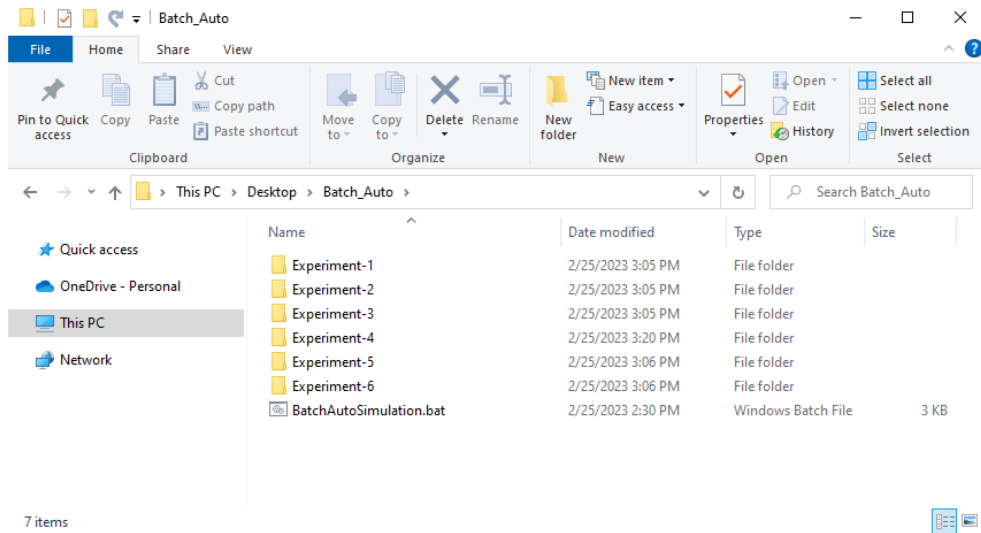 Batch_Auto
File Home Share View
Pin to Quick access
Copy
Paste
Cut
Copy path
Paste shortcut
Clipboard
Move to
Copy to
Delete
Rename
Organize
New folder
New item
Easy access
New
Properties
Open
Edit
History
Open
Select all
Select none
Invert selection
Select
This PC > Desktop > Batch_Auto >
Search Batch_Auto
Quick access
OneDrive - Personal
This PC
Network
Name Date modified Type Size
Experiment-1 2/25/2023 3:05 PM File folder
Experiment-2 2/25/2023 3:05 PM File folder
Experiment-3 2/25/2023 3:05 PM File folder
Experiment-4 2/25/2023 3:20 PM File folder
Experiment-5 2/25/2023 3:06 PM File folder
Experiment-6 2/25/2023 3:06 PM File folder
BatchAutoSimulation.bat 2/25/2023 2:30 PM Windows Batch File 3 KB
7 items